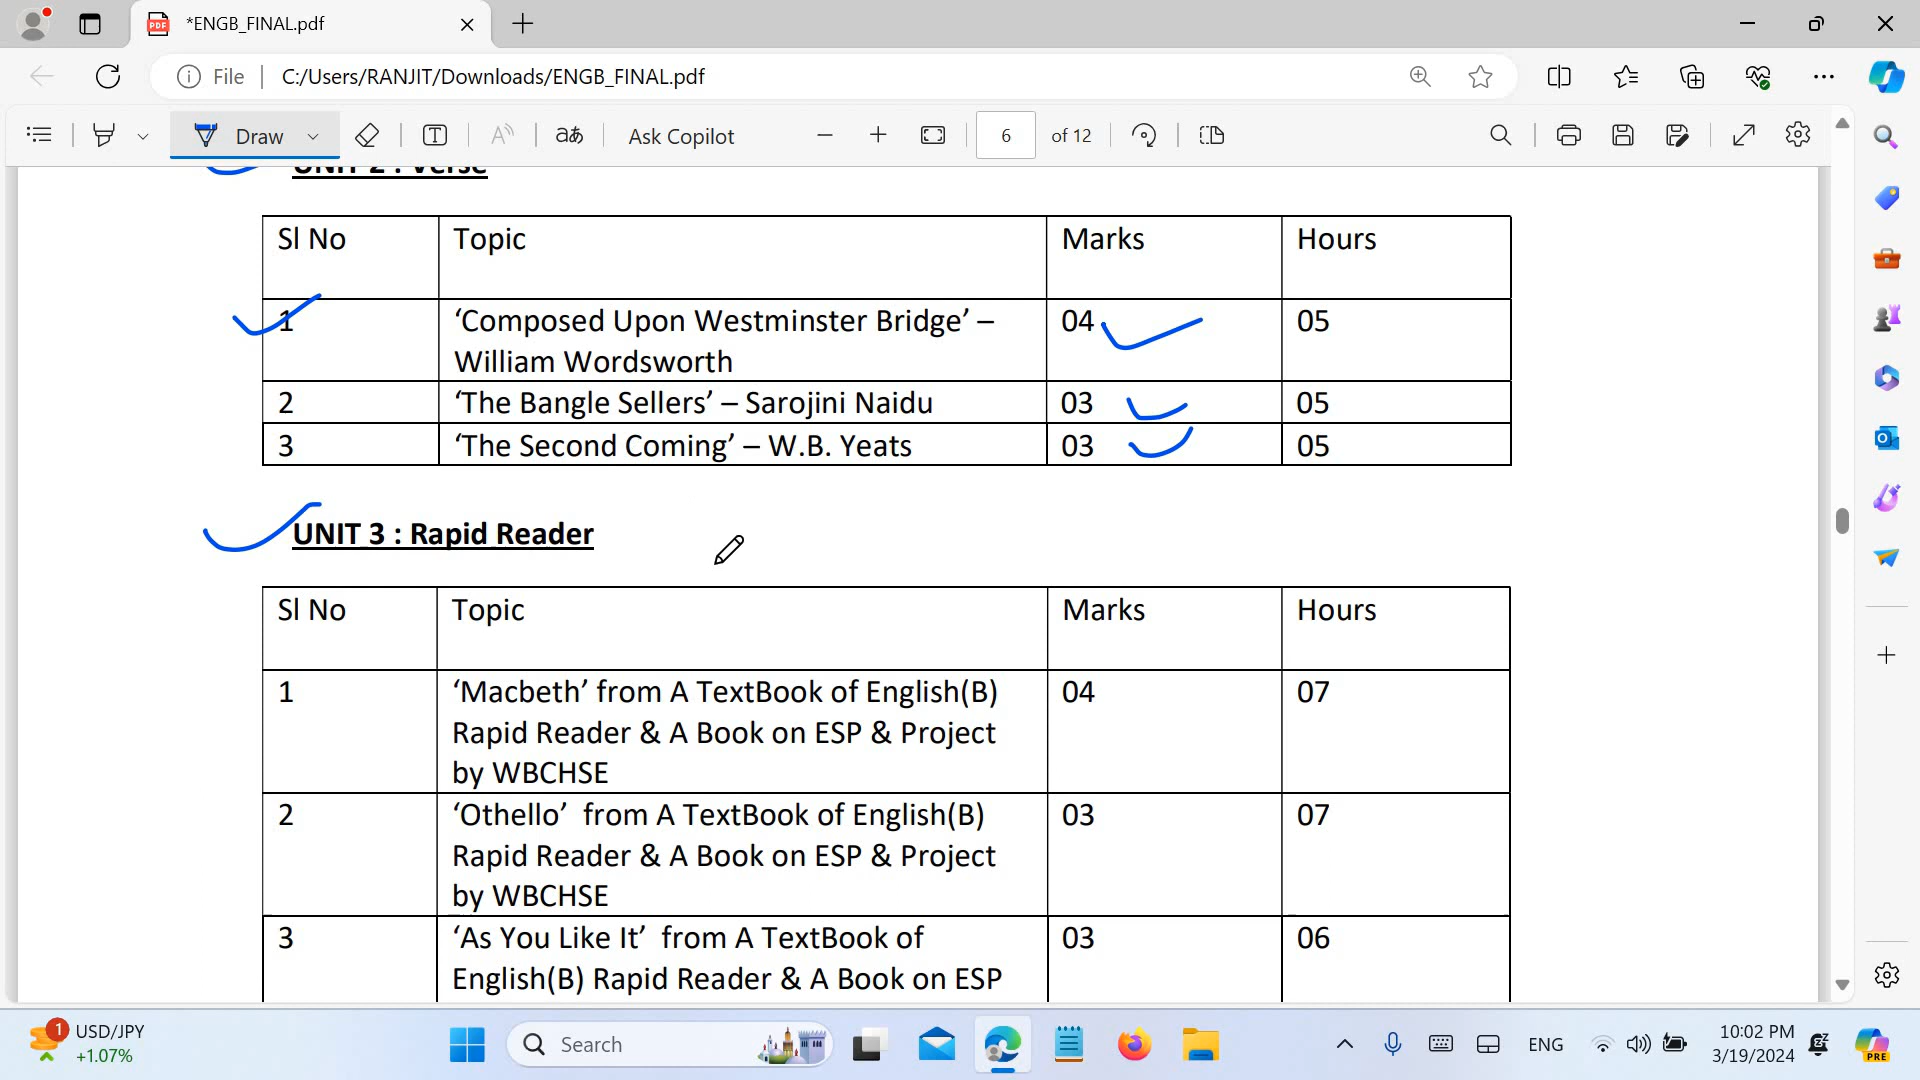 *ENGB_FINAL.pdf
File
C:/Users/RANJIT/Downloads/ENGB_FINAL.pdf
Draw
Ask Copilot
6 of 12
UNIT 2 : Verse
Sl No Topic Marks Hours
1 ‘Composed Upon Westminster Bridge’ – 04 05
William Wordsworth
2 ‘The Bangle Sellers’ – Sarojini Naidu 03 05
3 ‘The Second Coming’ – W.B. Yeats 03 05
UNIT 3 : Rapid Reader
Sl No Topic Marks Hours
1 ‘Macbeth’ from A TextBook of English(B) 04 07
Rapid Reader & A Book on ESP & Project
by WBCHSE
2 ‘Othello’ from A TextBook of English(B) 03 07
Rapid Reader & A Book on ESP & Project
by WBCHSE
3 ‘As You Like It’ from A TextBook of 03 06
English(B) Rapid Reader & A Book on ESP
1 USD/JPY
+1.07%
Search
ENG
10:02 PM
3/19/2024
PRE